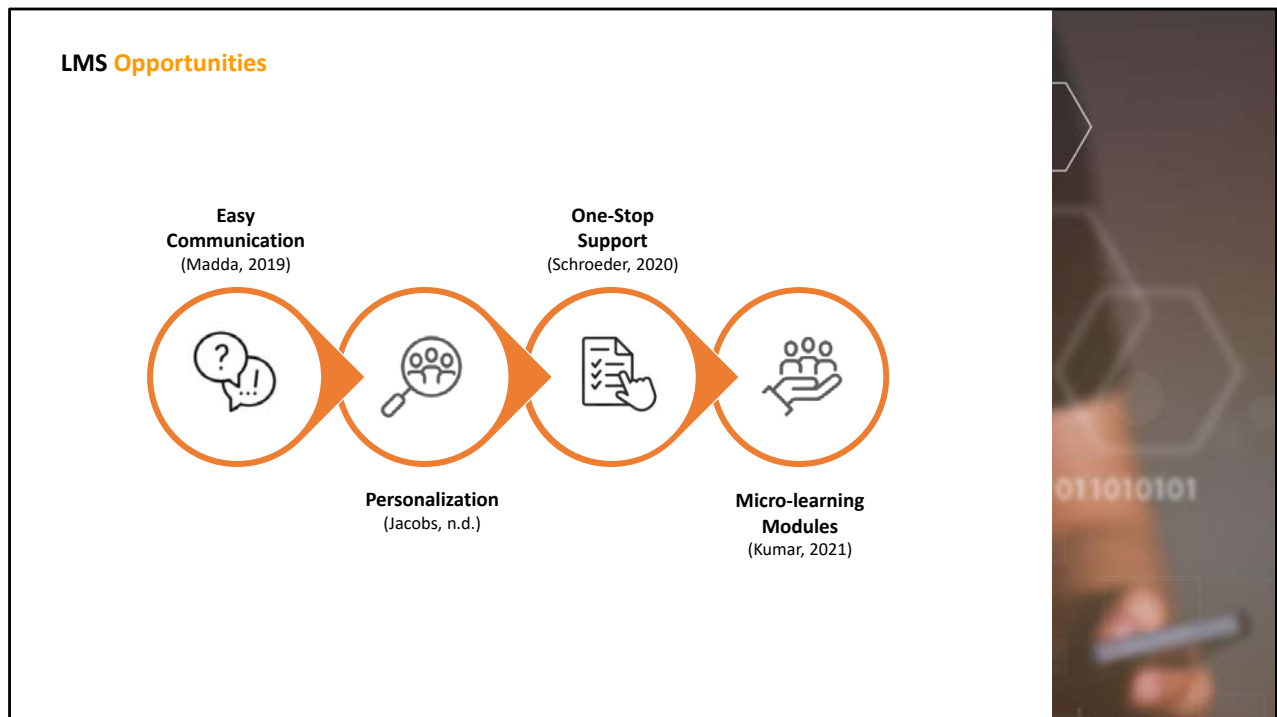 LMS Opportunities
Easy
Communication
(Madda, 2019)
One-Stop
Support
(Schroeder, 2020)
?
!
Personalization
(Jacobs, n.d.)
Micro-learning
Modules
(Kumar, 2021)
011010101